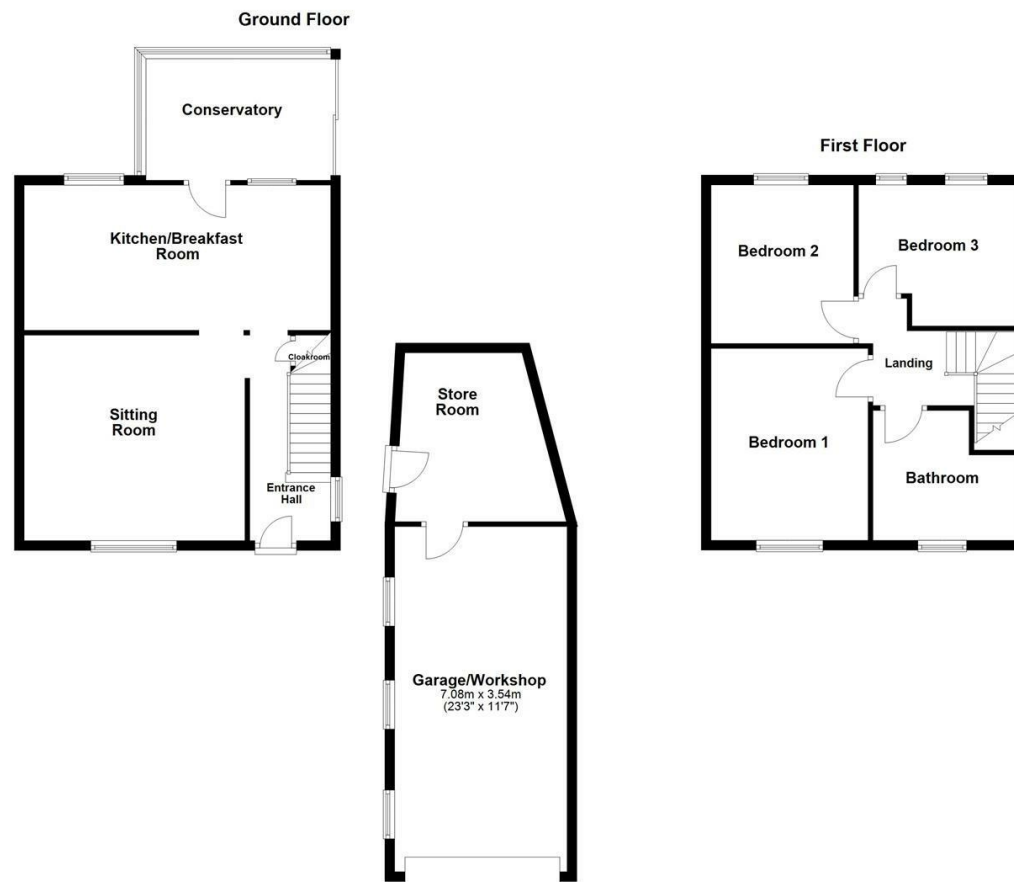 Ground Floor
Conservatory
Kitchen/Breakfast
Room
Cloakroom
Sitting
Room
Entrance
Hall
Store
Room
Garage/Workshop
7.08m x 3.54m
(23'3" x 11'7")
First Floor
Bedroom 2
Bedroom 3
Landing
Bedroom 1
Bathroom